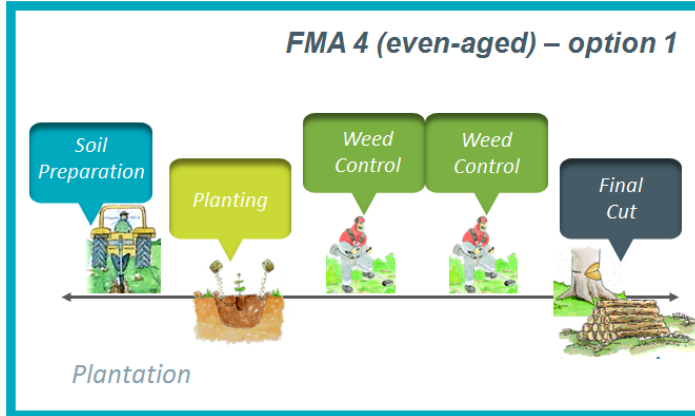 FMA 4 (even-aged) – option 1
Soil
Preparation
Planting
Weed
Control
Weed
Control
Final
Cut
Plantation